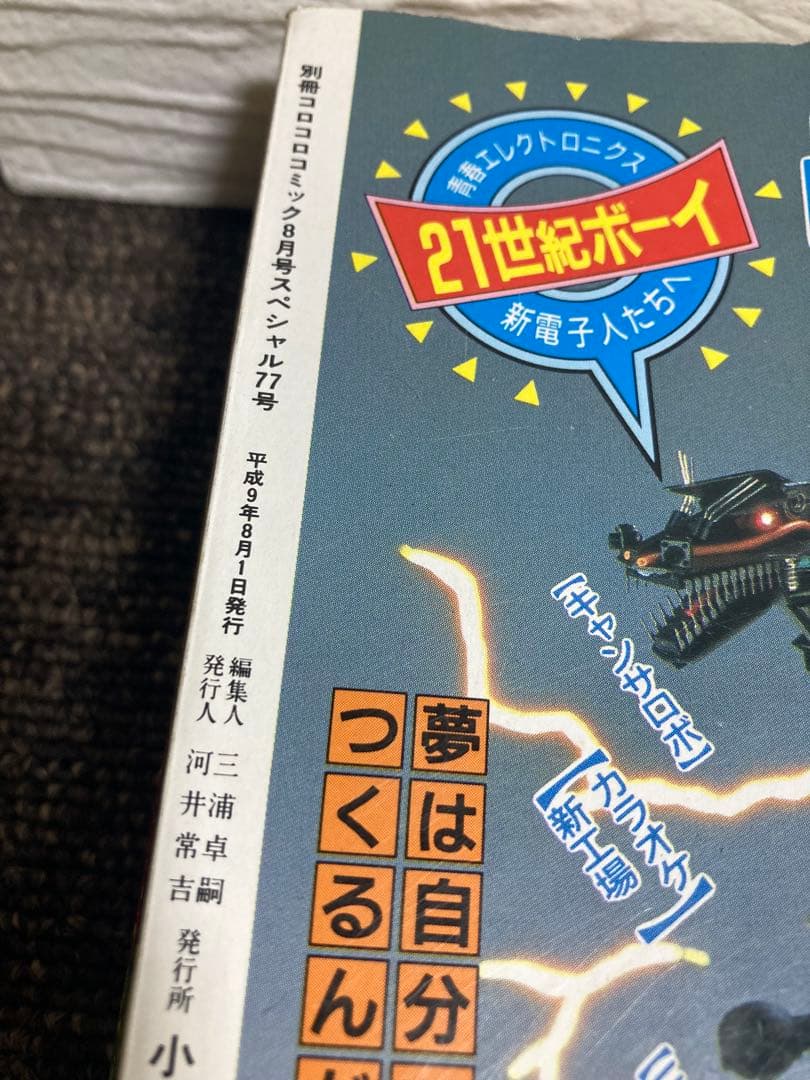 別冊コロコロコミック8月号スペシャル77号
平成9年8月1日発行
編集人 三浦卓嗣
発行人 河井常吉
発行所
小
青春エレクトロニクス
21世紀ボーイ
新電子人たちへ
【キャンサロボ】
【カラオケ
新工場】
夢は自分
つくるん